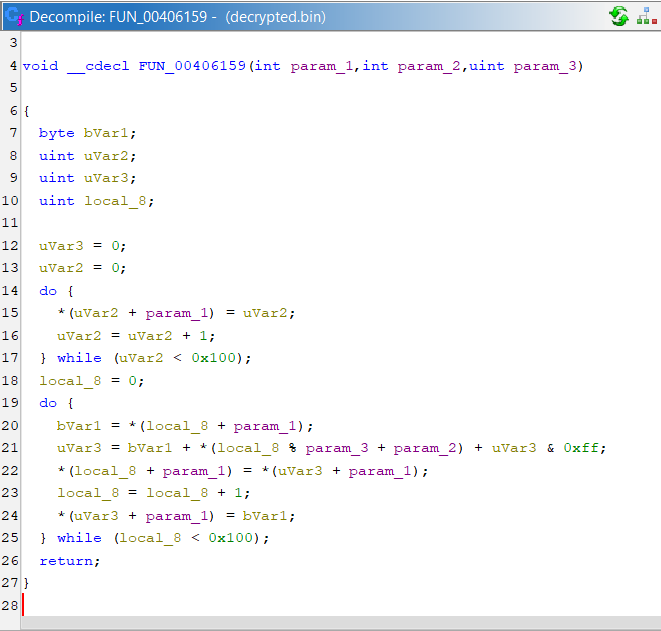 Decompile: FUN_00406159 - (decrypted.bin)
3
4 void __cdecl FUN_00406159(int param_1,int param_2,uint param_3)
5
6 {
7   byte bVar1;
8   uint uVar2;
9   uint uVar3;
10   uint local_8;
11
12   uVar3 = 0;
13   uVar2 = 0;
14   do {
15     *(uVar2 + param_1) = uVar2;
16     uVar2 = uVar2 + 1;
17   } while (uVar2 < 0x100);
18   local_8 = 0;
19   do {
20     bVar1 = *(local_8 + param_1);
21     uVar3 = bVar1 + *(local_8 % param_3 + param_2) + uVar3 & 0xff;
22     *(local_8 + param_1) = *(uVar3 + param_1);
23     local_8 = local_8 + 1;
24     *(uVar3 + param_1) = bVar1;
25   } while (local_8 < 0x100);
26   return;
27 }
28